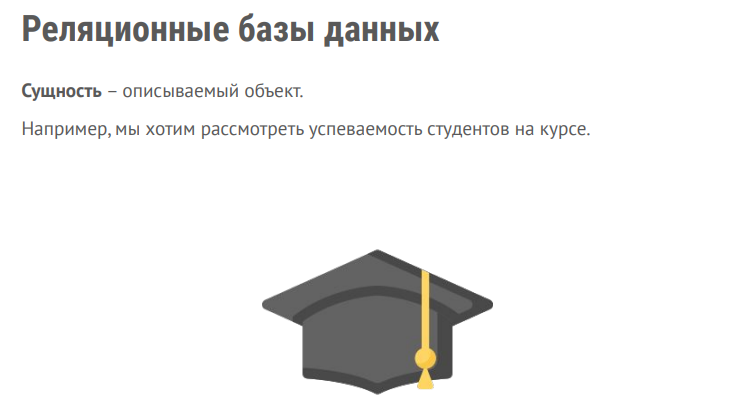 Реляционные базы данных
Сущность – описываемый объект.
Например, мы хотим рассмотреть успеваемость студентов на курсе.